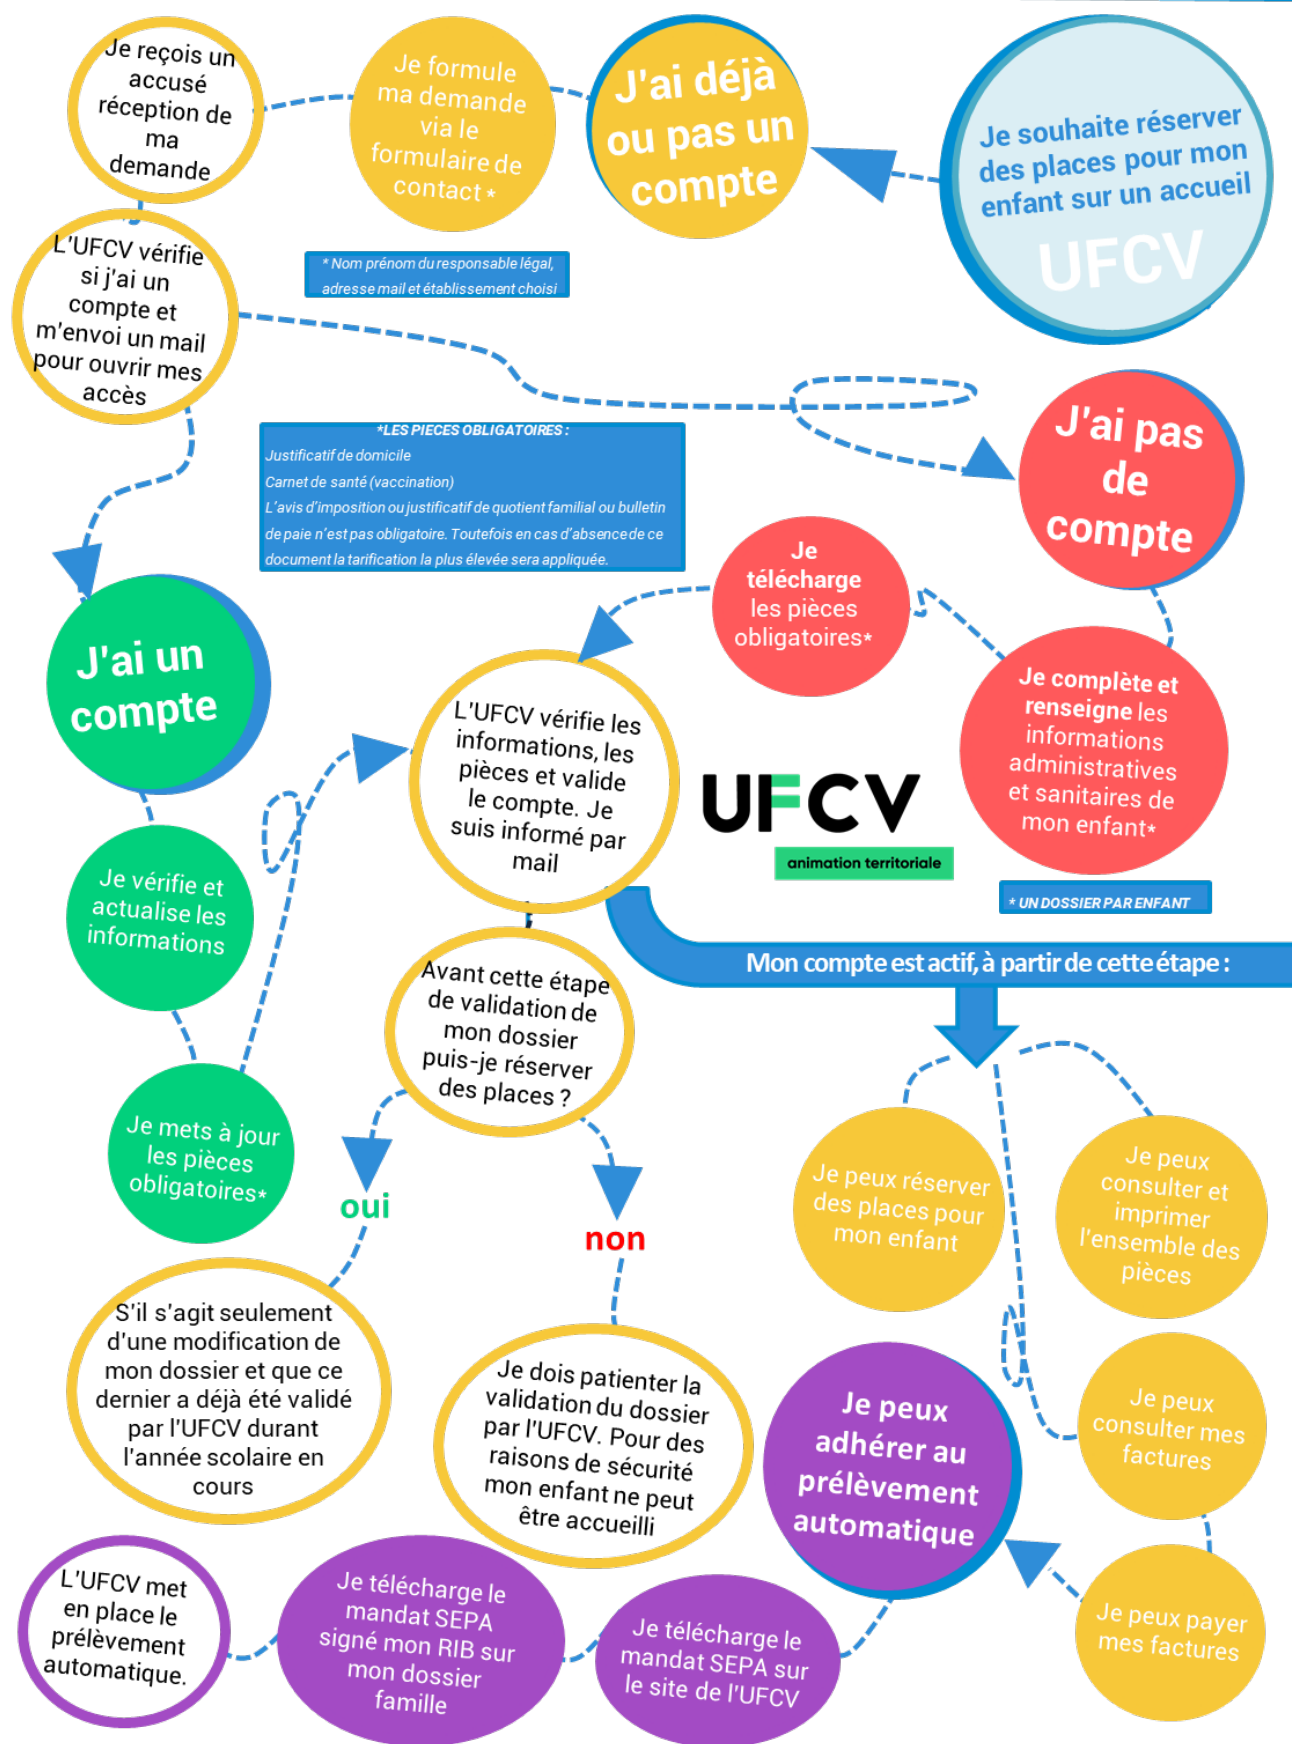 Je souhaite réserver
des places pour mon
enfant sur un accueil
UFCV
J'ai déjà
ou pas un
compte
Je formule
ma demande
via le
formulaire de
contact *
Je reçois un
accusé
réception de
ma
demande
* Nom prénom du responsable légal,
adresse mail et établissement choisi
L'UFCV vérifie
si j'ai un
compte et
m'envoi un mail
pour ouvrir mes
accès
J'ai pas
de
compte
*LES PIECES OBLIGATOIRES :
Justificatif de domicile
Carnet de santé (vaccination)
L'avis d'imposition ou justificatif de quotient familial ou bulletin
de paie n'est pas obligatoire. Toutefois en cas d'absence de ce
document la tarification la plus élevée sera appliquée.
Je
télécharge
les pièces
obligatoires*
Je complète et
renseigne les
informations
administratives
et sanitaires de
mon enfant*
* UN DOSSIER PAR ENFANT
J'ai un
compte
Je vérifie et
actualise les
informations
Je mets à jour
les pièces
obligatoires*
L'UFCV vérifie les
informations, les
pièces et valide
le compte. Je
suis informé par
mail
UFCV
animation territoriale
Mon compte est actif, à partir de cette étape :
Avant cette étape
de validation de
mon dossier
puis-je réserver
des places ?
oui
non
S'il s'agit seulement
d'une modification de
mon dossier et que ce
dernier a déjà été validé
par l'UFCV durant
l'année scolaire en
cours
Je dois patienter la
validation du dossier
par l'UFCV. Pour des
raisons de sécurité
mon enfant ne peut
être accueilli
Je peux réserver
des places pour
mon enfant
Je peux
consulter et
imprimer
l'ensemble des
pièces
Je peux
consulter mes
factures
Je peux payer
mes factures
Je peux
adhérer au
prélèvement
automatique
Je télécharge le
mandat SEPA sur
le site de l'UFCV
Je télécharge le
mandat SEPA
signé mon RIB sur
mon dossier
famille
L'UFCV met
en place le
prélèvement
automatique.